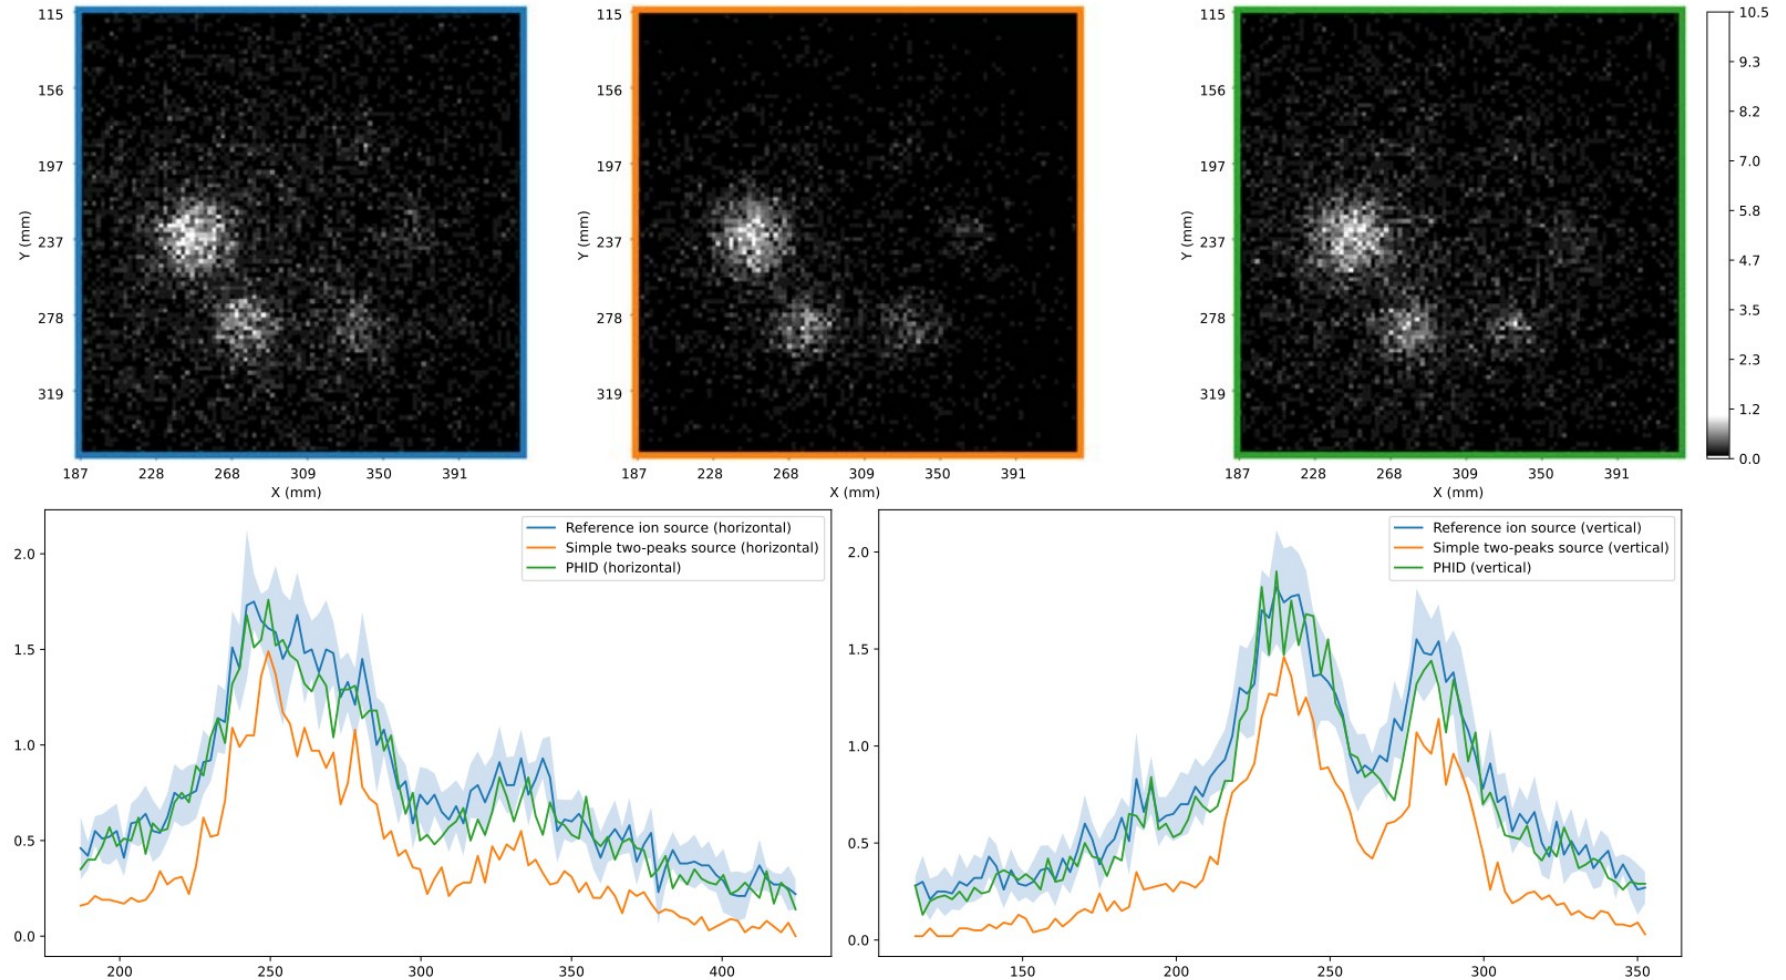 115
156
197
237
278
319
Y (mm)
187 228 268 309 350 391
X (mm)
115
156
197
237
278
319
Y (mm)
187 228 268 309 350 391
X (mm)
115
156
197
237
278
319
Y (mm)
187 228 268 309 350 391
X (mm)
10.5
9.3
8.2
7.0
5.8
4.7
3.5
2.3
1.2
0.0
Reference ion source (horizontal)
Simple two-peaks source (horizontal)
PHID (horizontal)
2.0
1.5
1.0
0.5
0.0
200 250 300 350 400
Reference ion source (vertical)
Simple two-peaks source (vertical)
PHID (vertical)
2.0
1.5
1.0
0.5
0.0
150 200 250 300 350